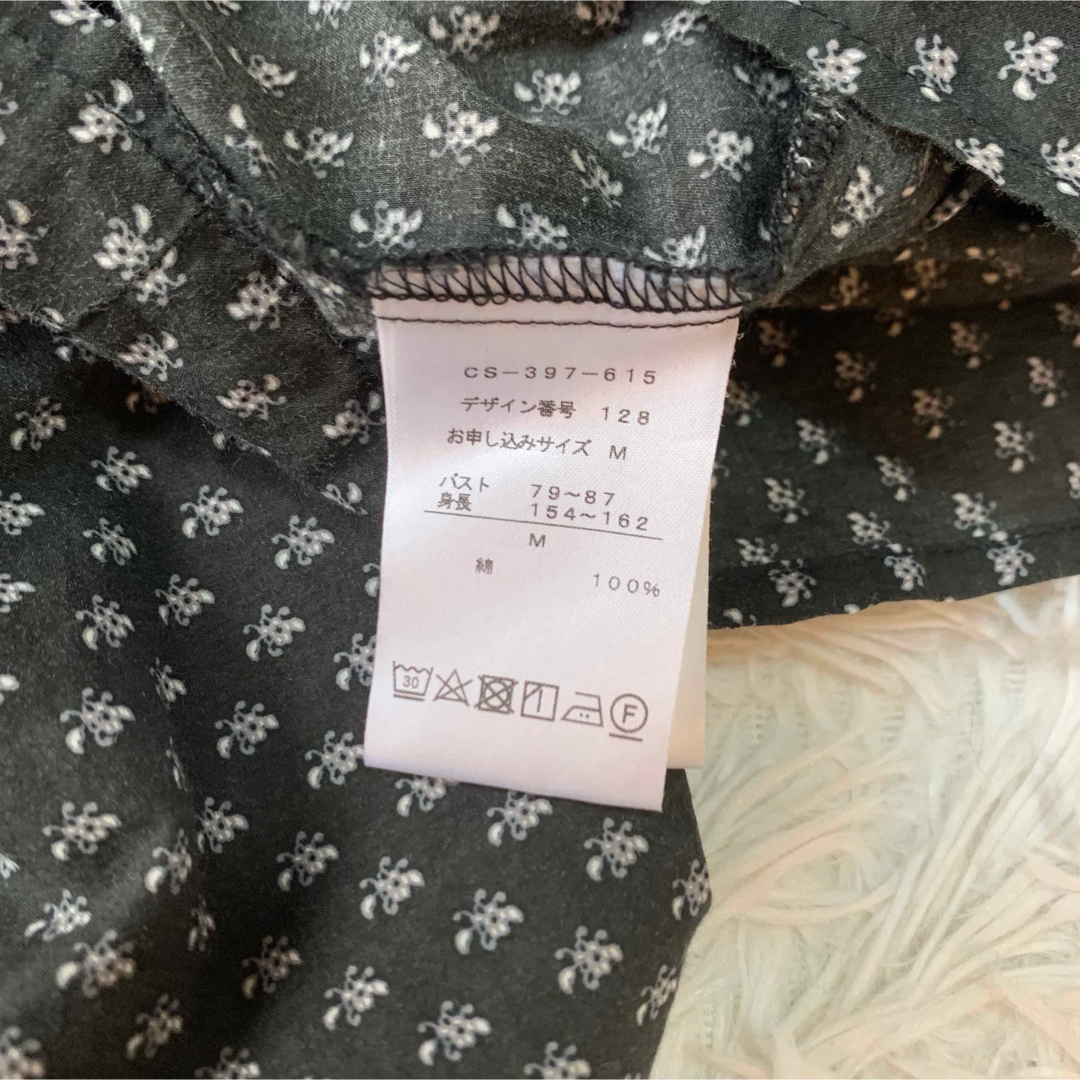 CS-397-615
デザイン番号 128
お申し込みサイズ M
バスト 79~87
身長 154~162
M
綿 100%
30 F